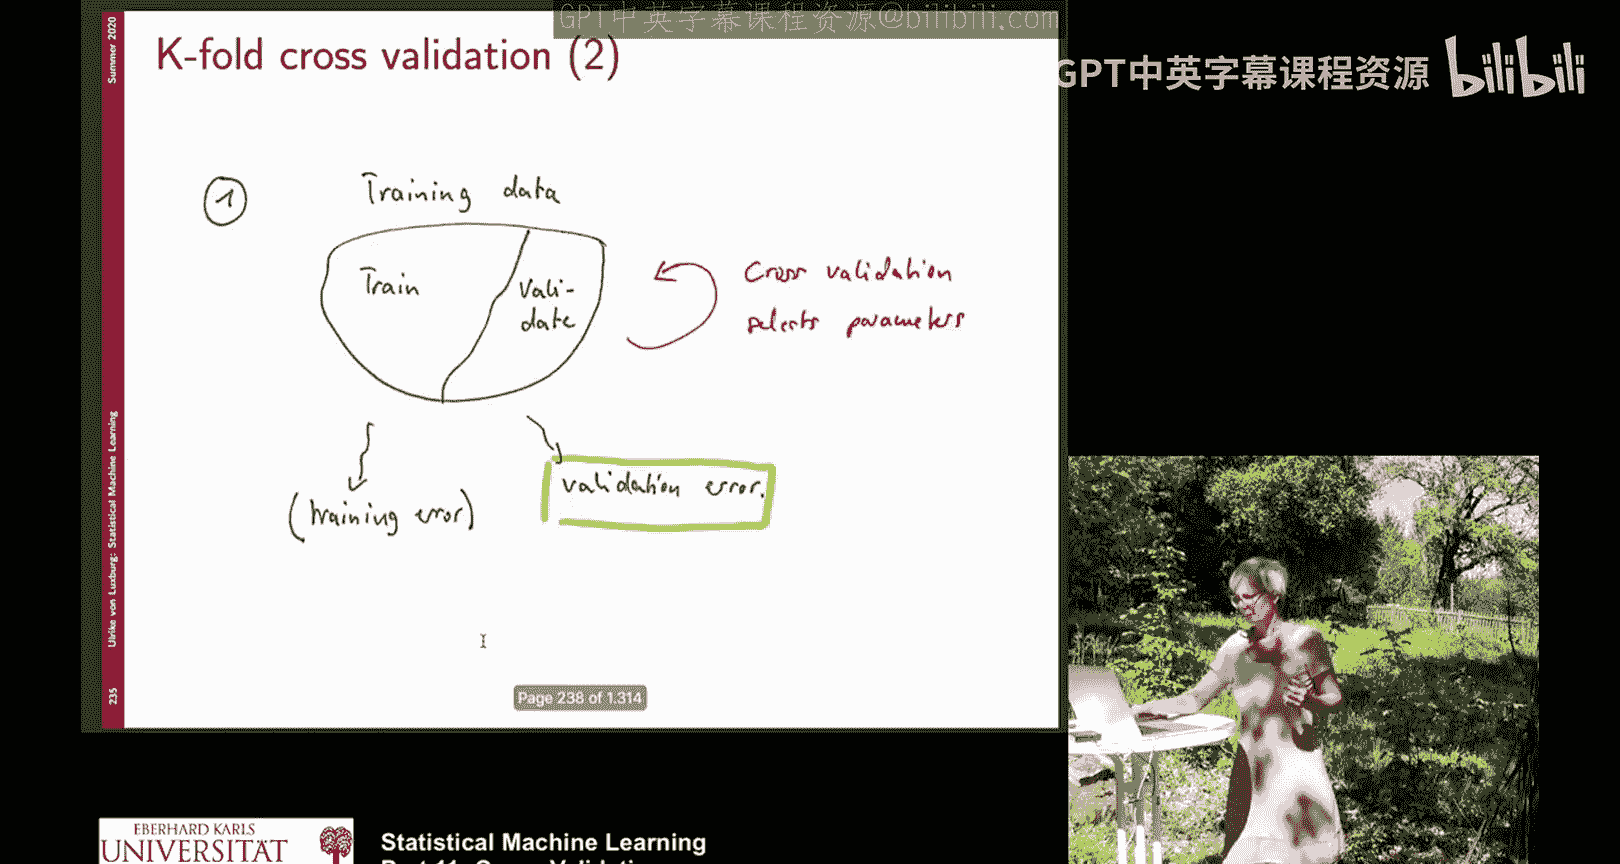 GPT中英字幕课程资源@bilibili.com
GPT中英字幕课程资源 bilibili
Summer 2020
K-fold cross validation (2)
1
Training data
Train
Vali-
date
Cross validation
selects parameters
(training error)
validation error.
Ulrike von Luxburg: Statistical Machine Learning
235
Page 238 of 1.314
EBERHARD KARLS
UNIVERSITÄT
Statistical Machine Learning